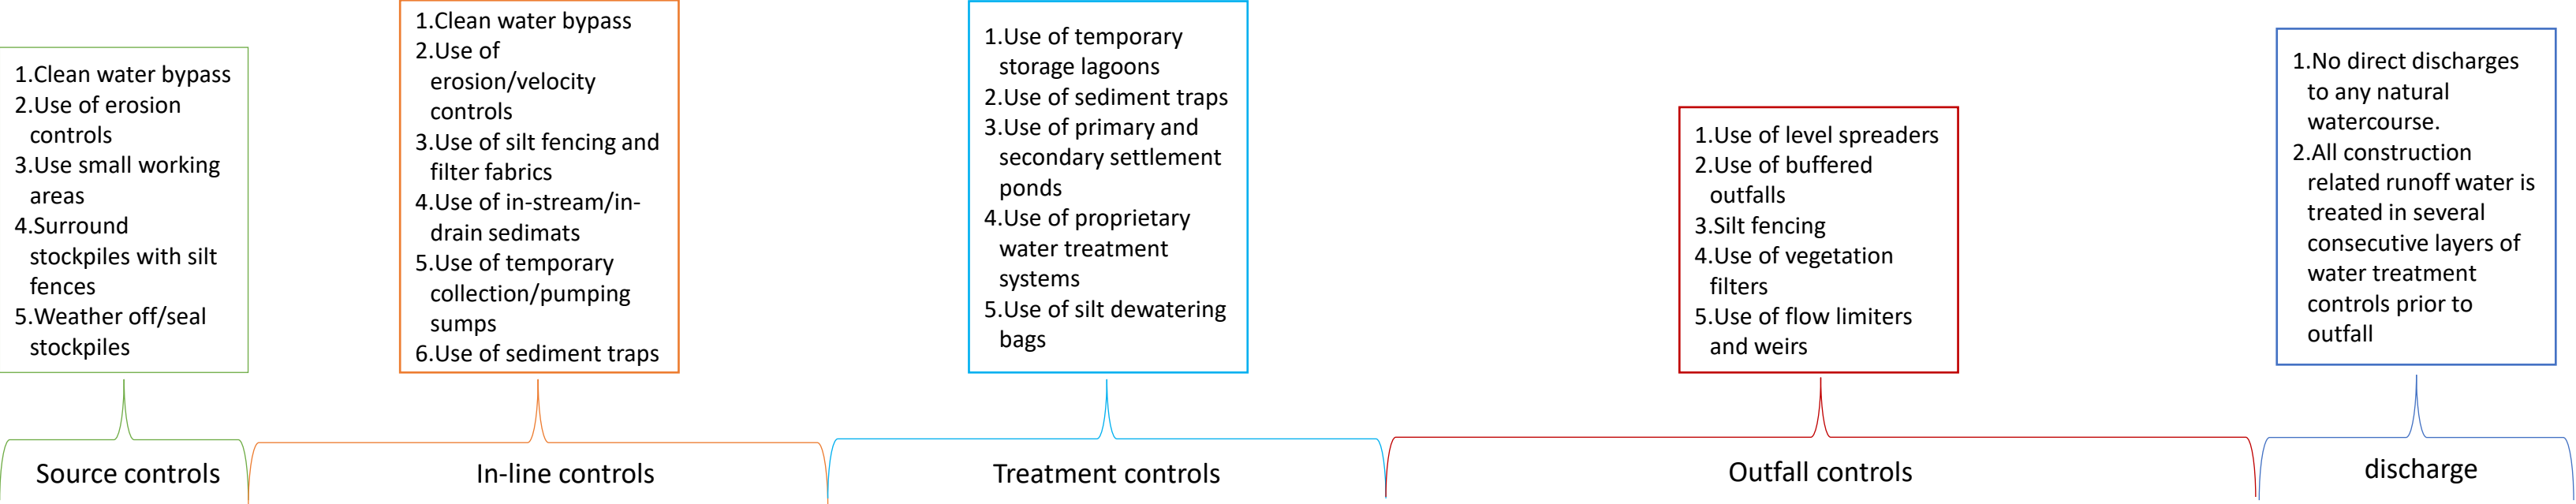 1.Clean water bypass
2.Use of erosion
controls
3.Use small working
areas
4.Surround
stockpiles with silt
fences
5.Weather off/seal
stockpiles
Source controls
1.Clean water bypass
2.Use of
erosion/velocity
controls
3.Use of silt fencing and
filter fabrics
4.Use of in-stream/in-
drain sedimats
5.Use of temporary
collection/pumping
sumps
6.Use of sediment traps
In-line controls
1.Use of temporary
storage lagoons
2.Use of sediment traps
3.Use of primary and
secondary settlement
ponds
4.Use of proprietary
water treatment
systems
5.Use of silt dewatering
bags
Treatment controls
1.Use of level spreaders
2.Use of buffered
outfalls
3.Silt fencing
4.Use of vegetation
filters
5.Use of flow limiters
and weirs
Outfall controls
1.No direct discharges
to any natural
watercourse.
2.All construction
related runoff water is
treated in several
consecutive layers of
water treatment
controls prior to
outfall
discharge